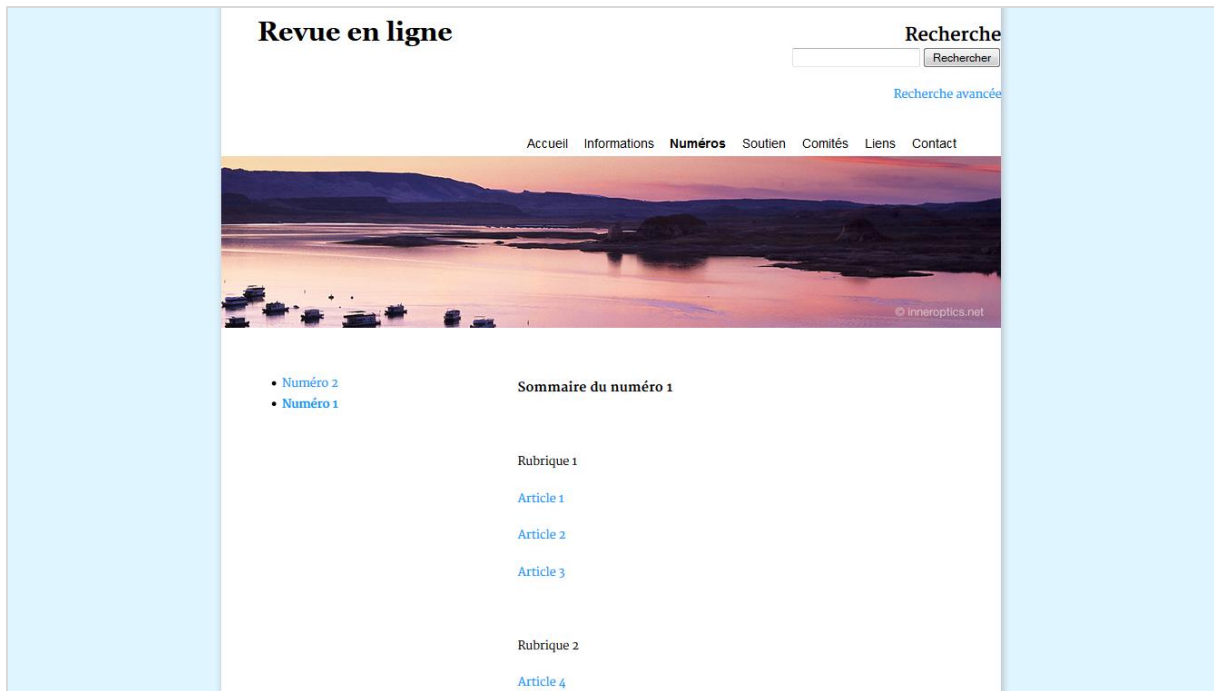 Revue en ligne
Recherche
Rechercher
Recherche avancée
Accueil Informations Numéros Soutien Comités Liens Contact
© inneroptics.net
Numéro 2
Numéro 1
Sommaire du numéro 1
Rubrique 1
Article 1
Article 2
Article 3
Rubrique 2
Article 4